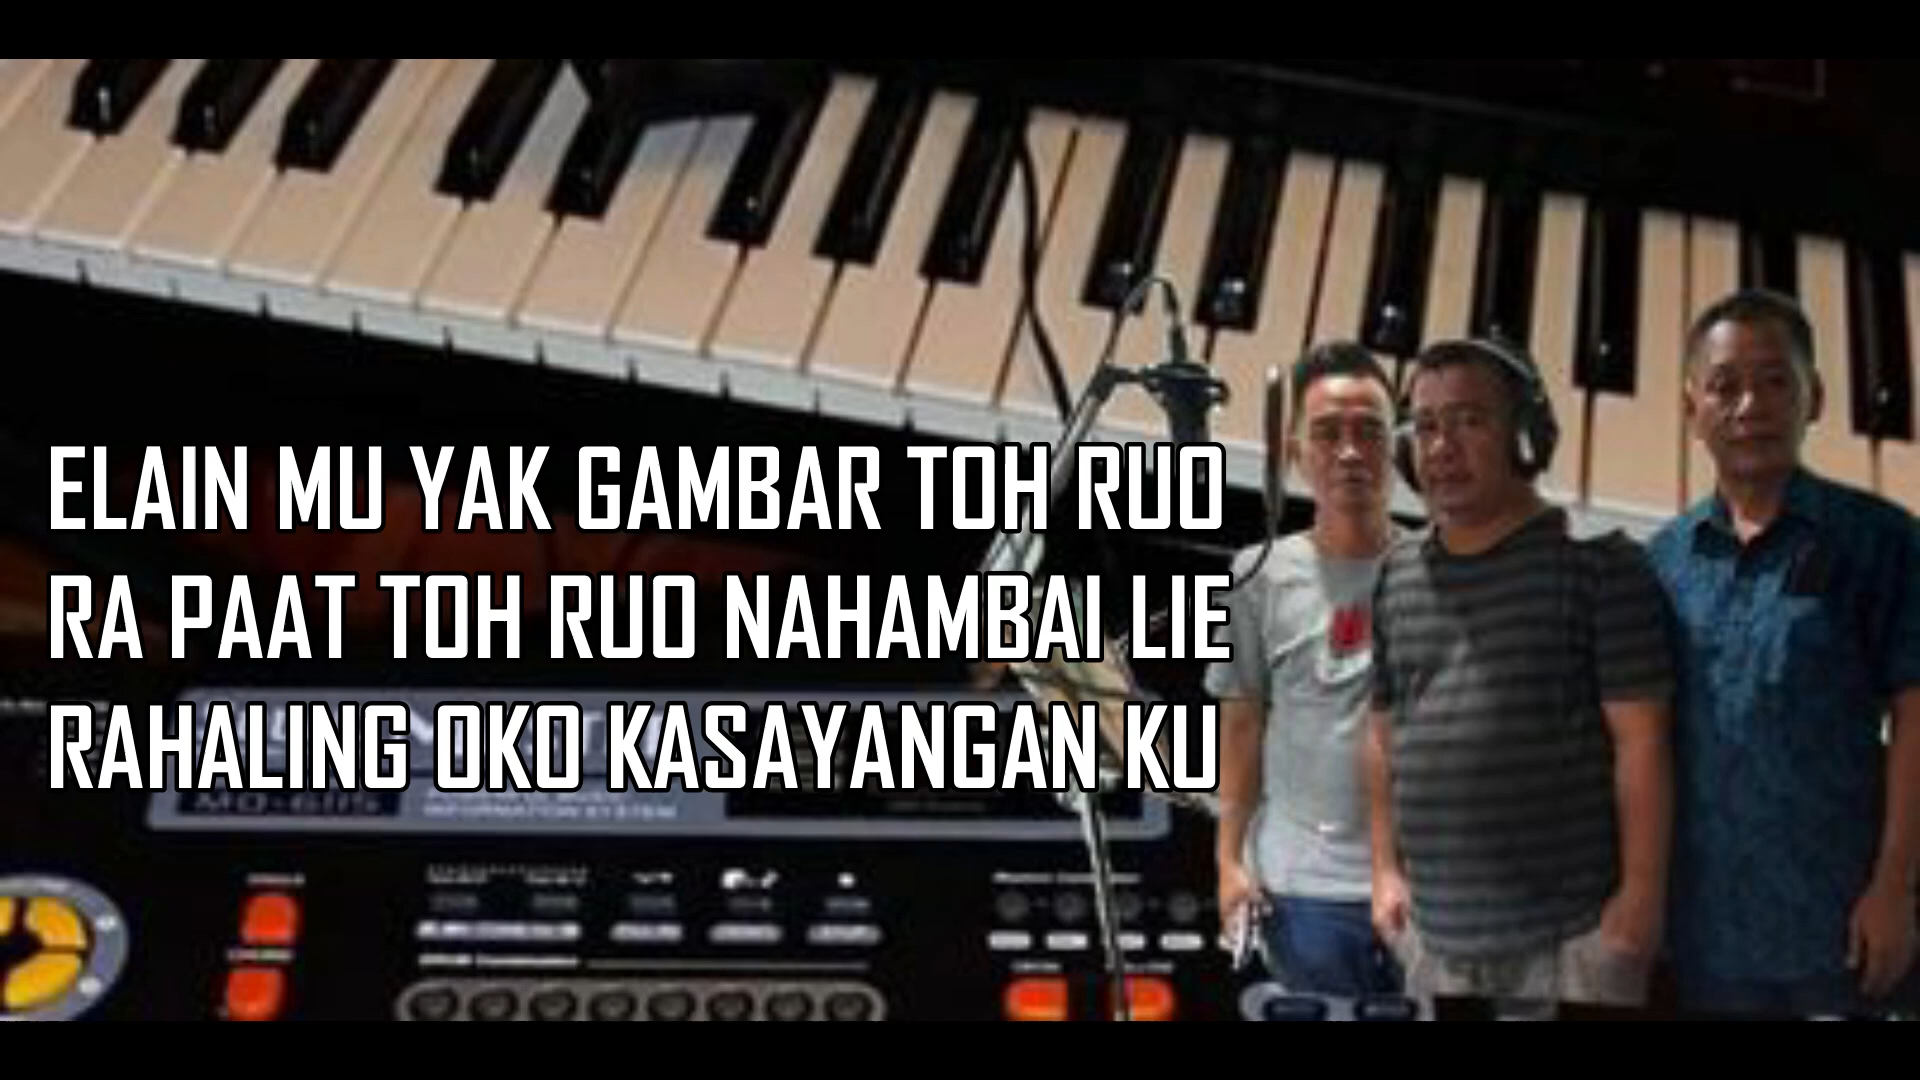 ELAIN MU YAK GAMBAR TOH RUO
RA PAAT TOH RUO NAHAMBAI LIE
RAHALING OKO KASAYANGAN KU